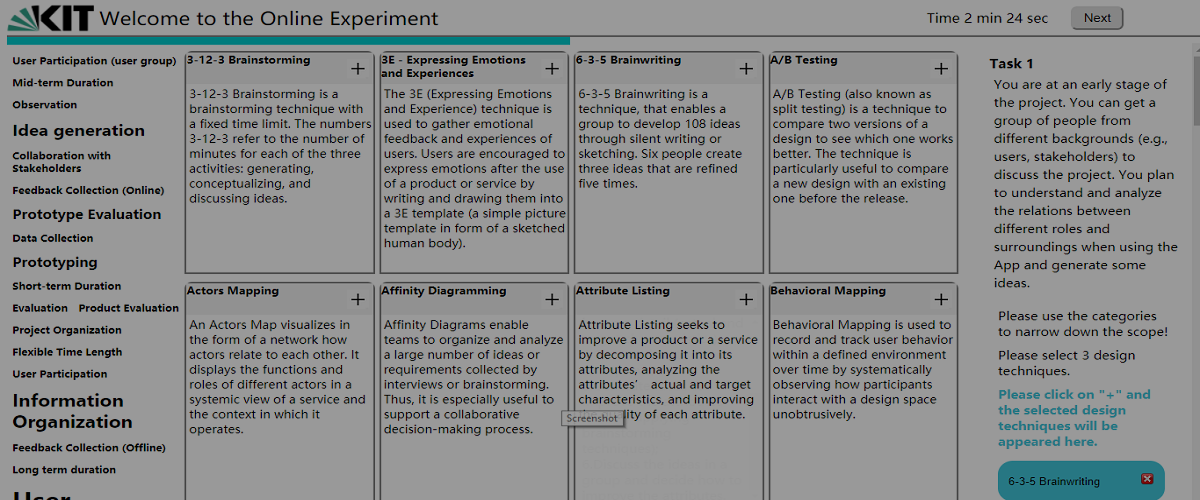 KIT Welcome to the Online Experiment
Time 2 min 24 sec
Next
User Participation (user group)
Mid-term Duration
Observation
Idea generation
Collaboration with
Stakeholders
Feedback Collection (Online)
Prototype Evaluation
Data Collection
Prototyping
Short-term Duration
Evaluation Product Evaluation
Project Organization
Flexible Time Length
User Participation
Information
Organization
Feedback Collection (Offline)
Long term duration
User
3-12-3 Brainstorming
+
3-12-3 Brainstorming is a
brainstorming technique with
a fixed time limit. The numbers
3-12-3 refer to the number of
minutes for each of the three
activities: generating,
conceptualizing, and
discussing ideas.
3E - Expressing Emotions
and Experiences
+
The 3E (Expressing Emotions
and Experience) technique is
used to gather emotional
feedback and experiences of
users. Users are encouraged to
express emotions after the use
of a product or service by
writing and drawing them into
a 3E template (a simple picture
template in form of a sketched
human body).
6-3-5 Brainwriting
+
6-3-5 Brainwriting is a
technique, that enables a
group to develop 108 ideas
through silent writing or
sketching. Six people create
three ideas that are refined
five times.
A/B Testing
+
A/B Testing (also known as
split testing) is a technique to
compare two versions of a
design to see which one works
better. The technique is
particularly useful to compare
a new design with an existing
one before the release.
Actors Mapping
+
An Actors Map visualizes in
the form of a network how
actors relate to each other. It
displays the functions and
roles of different actors in a
systemic view of a service and
the context in which it
operates.
Affinity Diagramming
+
Affinity Diagrams enable
teams to organize and analyze
a large number of ideas or
requirements collected by
interviews or brainstorming.
Thus, it is especially useful to
support a collaborative
decision-making process.
Attribute Listing
+
Attribute Listing seeks to
improve a product or a service
by decomposing it into its
attributes, analyzing the
attributes’ actual and target
characteristics, and improving
of each attribute.
Screenshot
Behavioral Mapping
+
Behavioral Mapping is used to
record and track user behavior
within a defined environment
over time by systematically
observing how participants
interact with a design space
unobtrusively.
Task 1
You are at an early stage of
the project. You can get a
group of people from
different backgrounds (e.g.,
users, stakeholders) to
discuss the project. You plan
to understand and analyze
the relations between
different roles and
surroundings when using the
App and generate some
ideas.
Please use the categories
to narrow down the scope!
Please select 3 design
techniques.
Please click on "+" and
the selected design
techniques will be
appeared here.
6-3-5 Brainwriting